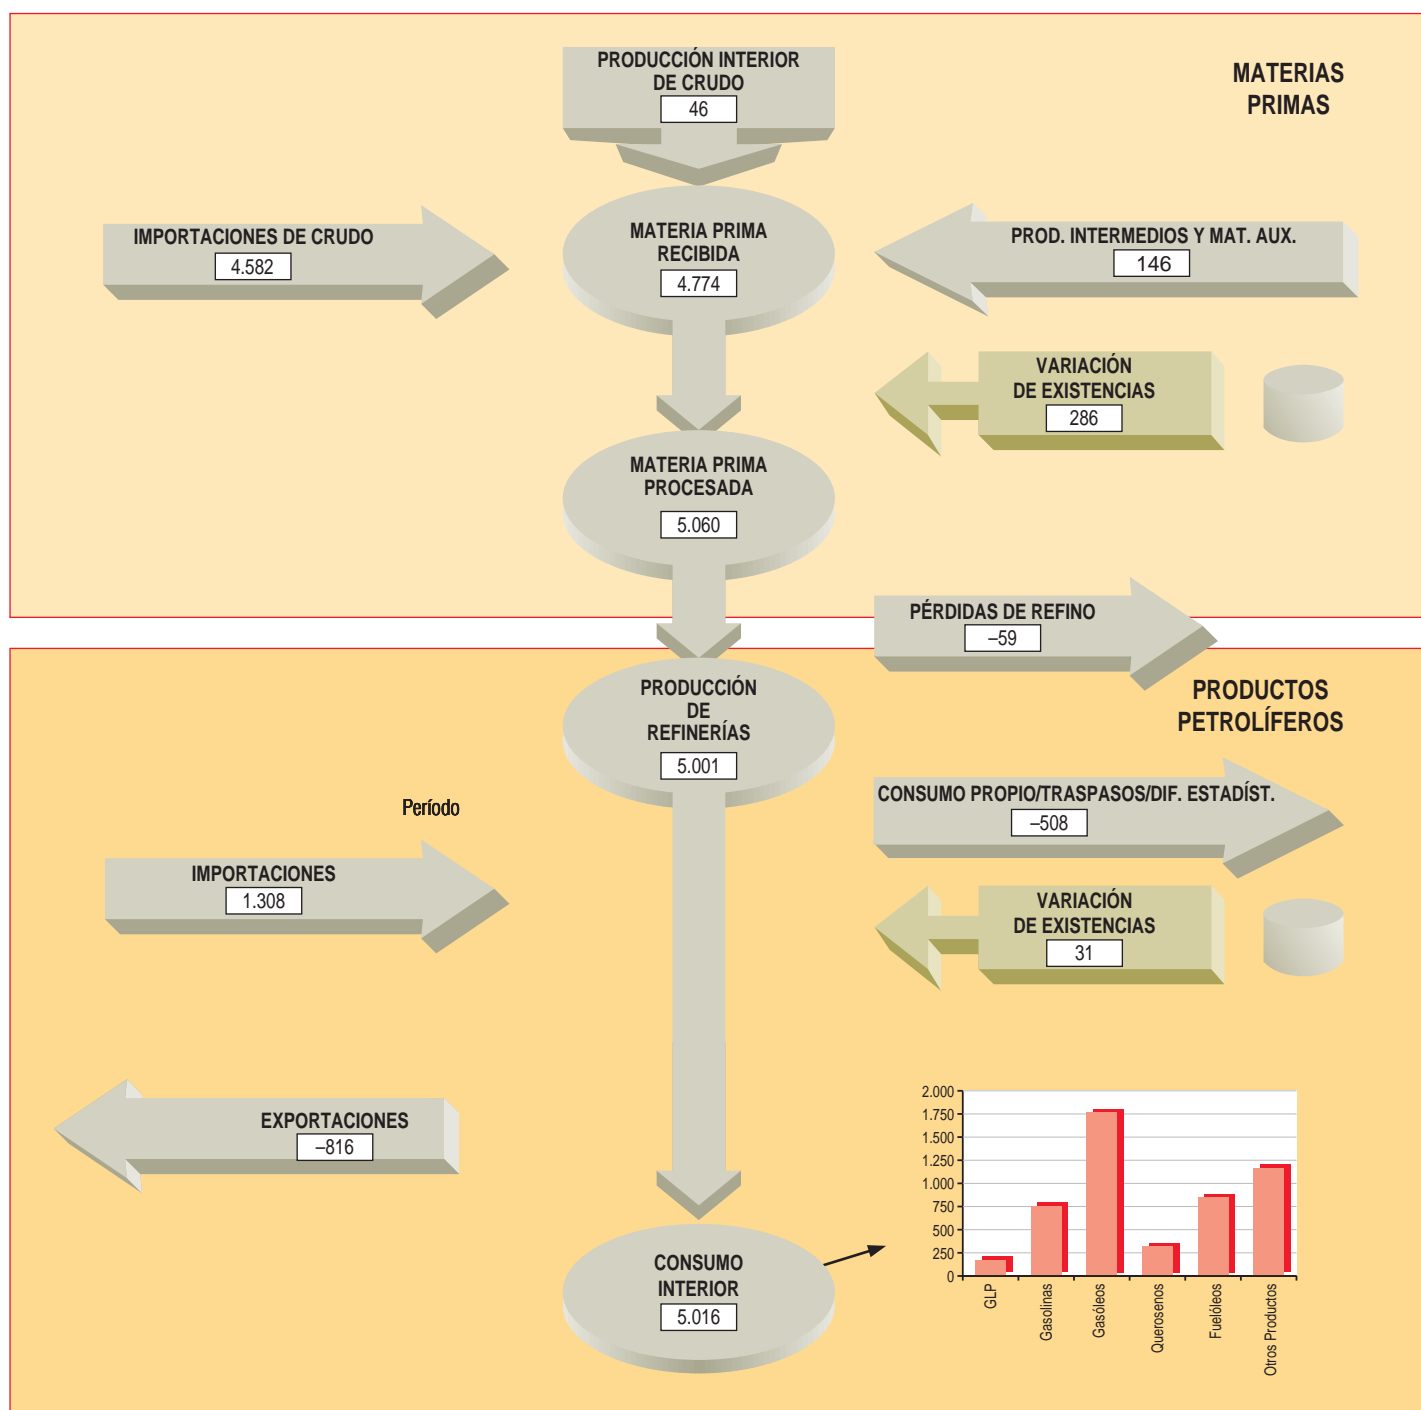 PRODUCCIÓN INTERIOR
DE CRUDO
46
MATERIAS
PRIMAS
IMPORTACIONES DE CRUDO
4.582
MATERIA PRIMA
RECIBIDA
4.774
PROD. INTERMEDIOS Y MAT. AUX.
146
VARIACIÓN
DE EXISTENCIAS
286
MATERIA PRIMA
PROCESADA
5.060
PÉRDIDAS DE REFINO
–59
PRODUCCIÓN
DE
REFINERÍAS
5.001
PRODUCTOS
PETROLÍFEROS
CONSUMO PROPIO/TRASPASOS/DIF. ESTADÍST.
–508
Período
IMPORTACIONES
1.308
VARIACIÓN
DE EXISTENCIAS
31
EXPORTACIONES
–816
2.000
1.750
1.500
1.250
1.000
750
500
250
0
GLP
Gasolinas
Gasóleos
Querosenos
Fuelóleos
Otros Productos
CONSUMO
INTERIOR
5.016